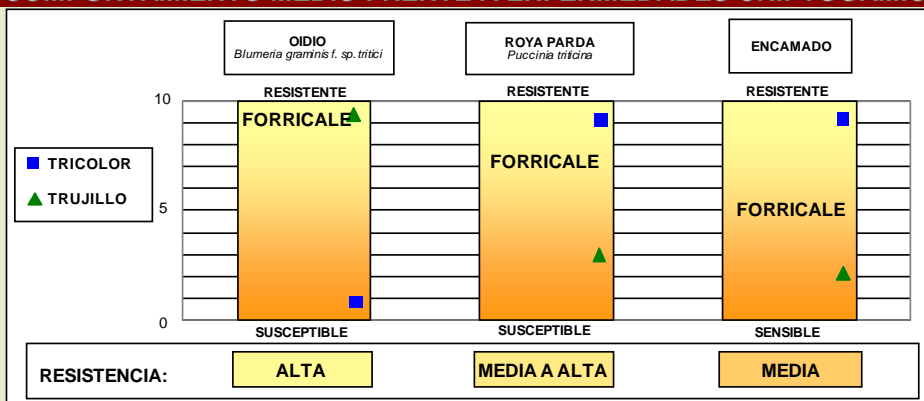 OIDIO
Blumeria graminis f. sp. tritici
ROYA PARDA
Puccinia triticina
ENCAMADO
RESISTENTE
RESISTENTE
RESISTENTE
10
5
0
TRICOLOR
TRUJILLO
FORRICALE
FORRICALE
FORRICALE
SUSCEPTIBLE
SUSCEPTIBLE
SENSIBLE
RESISTENCIA:
ALTA
MEDIA A ALTA
MEDIA